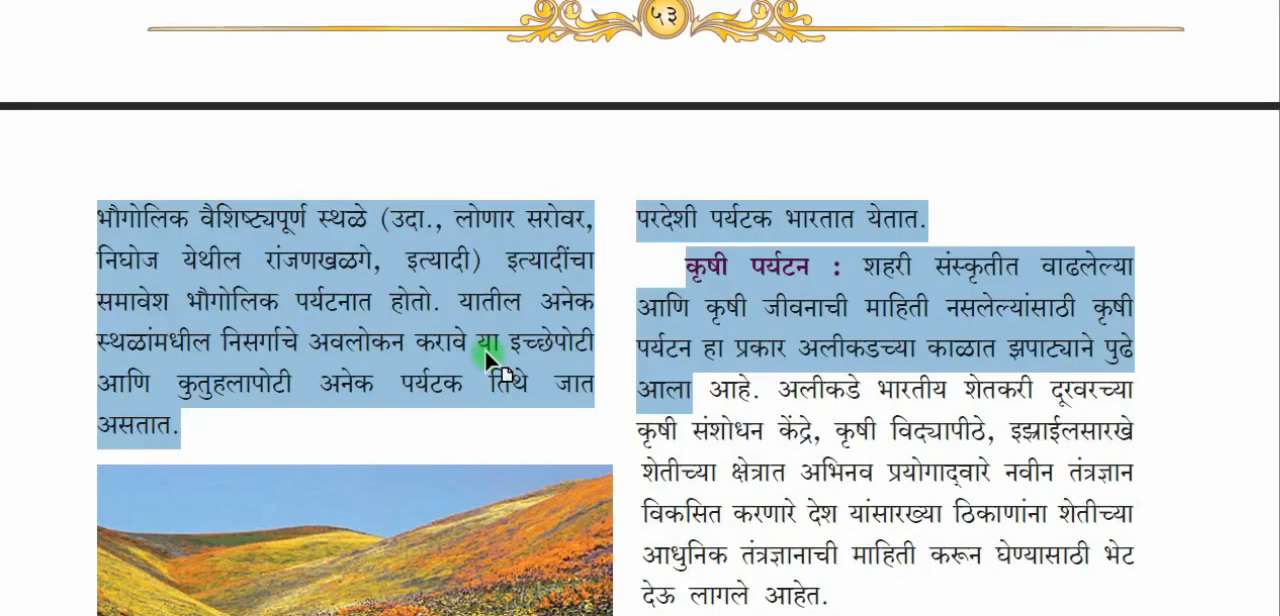 ५३
भौगोलिक वैशिष्ट्यपूर्ण स्थळे (उदा., लोणार सरोवर,
निघोज येथील रांजणखळगे, इत्यादी) इत्यादींचा
समावेश भौगोलिक पर्यटनात होतो. यातील अनेक
स्थळांमधील निसर्गाचे अवलोकन करावे या इच्छेपोटी
आणि कुतुहलापोटी अनेक पर्यटक तिथे जात
असतात.
परदेशी पर्यटक भारतात येतात.
कृषी पर्यटन : शहरी संस्कृतीत वाढलेल्या
आणि कृषी जीवनाची माहिती नसलेल्यांसाठी कृषी
पर्यटन हा प्रकार अलीकडच्या काळात झपाट्याने पुढे
आला आहे. अलीकडे भारतीय शेतकरी दूरवरच्या
कृषी संशोधन केंद्रे, कृषी विद्यापीठे, इझ्राईलसारखे
शेतीच्या क्षेत्रात अभिनव प्रयोगाद्‌वारे नवीन तंत्रज्ञान
विकसित करणारे देश यांसारख्या ठिकाणांना शेतीच्या
आधुनिक तंत्रज्ञानाची माहिती करून घेण्यासाठी भेट
देऊ लागले आहेत.